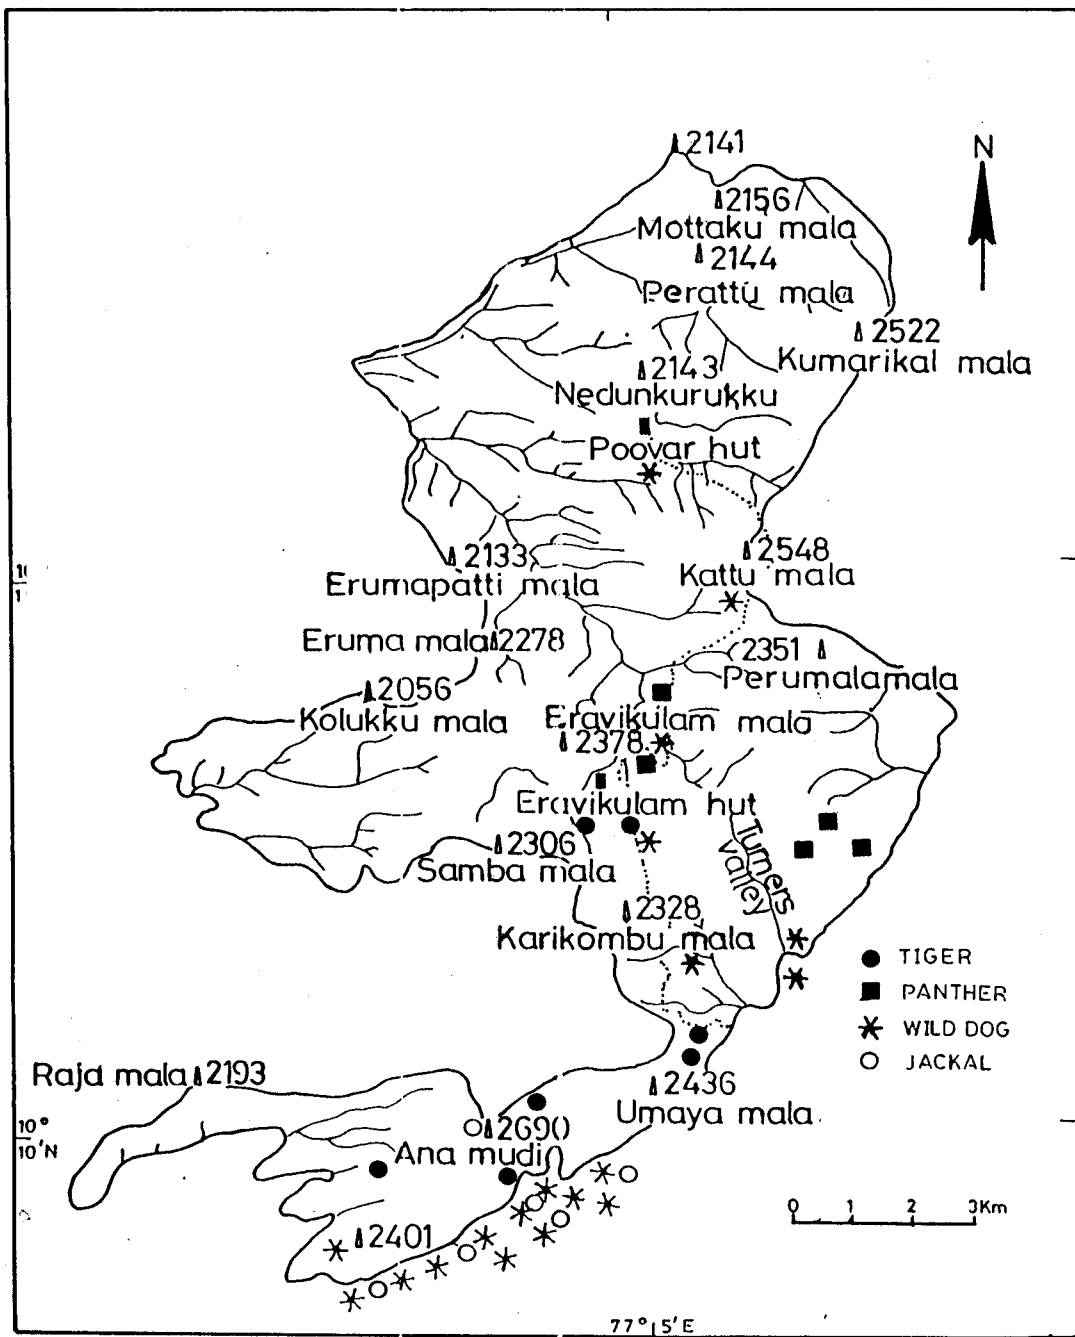 2141
N
2156
Mottaku mala
2144
Perattu mala
2522
Kumarikal mala
2143
Nedunkurukku
Poovar hut
2133
Erumapatti mala
2548
Kattu mala
Eruma mala 2278
2351
Perumalamala
2056
Kolukku mala
Eravikulam mala
2378
Eravikulam hut
2306
Samba mala
Turners
valley
2328
Karikombu mala
TIGER
PANTHER
WILD DOG
JACKAL
Raja mala 2193
2436
Umaya mala
10°
10'N
2690
Ana mudi
2401
0 1 2 3Km
77°15'E